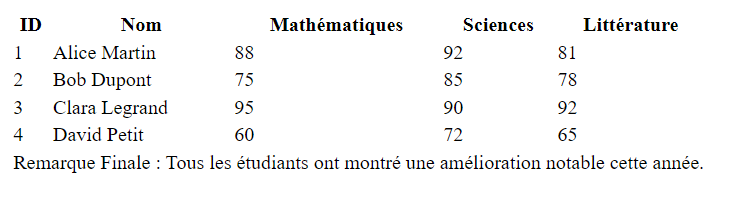 ID Nom Mathématiques Sciences Littérature
1 Alice Martin 88 92 81
2 Bob Dupont 75 85 78
3 Clara Legrand 95 90 92
4 David Petit 60 72 65
Remarque Finale : Tous les étudiants ont montré une amélioration notable cette année.